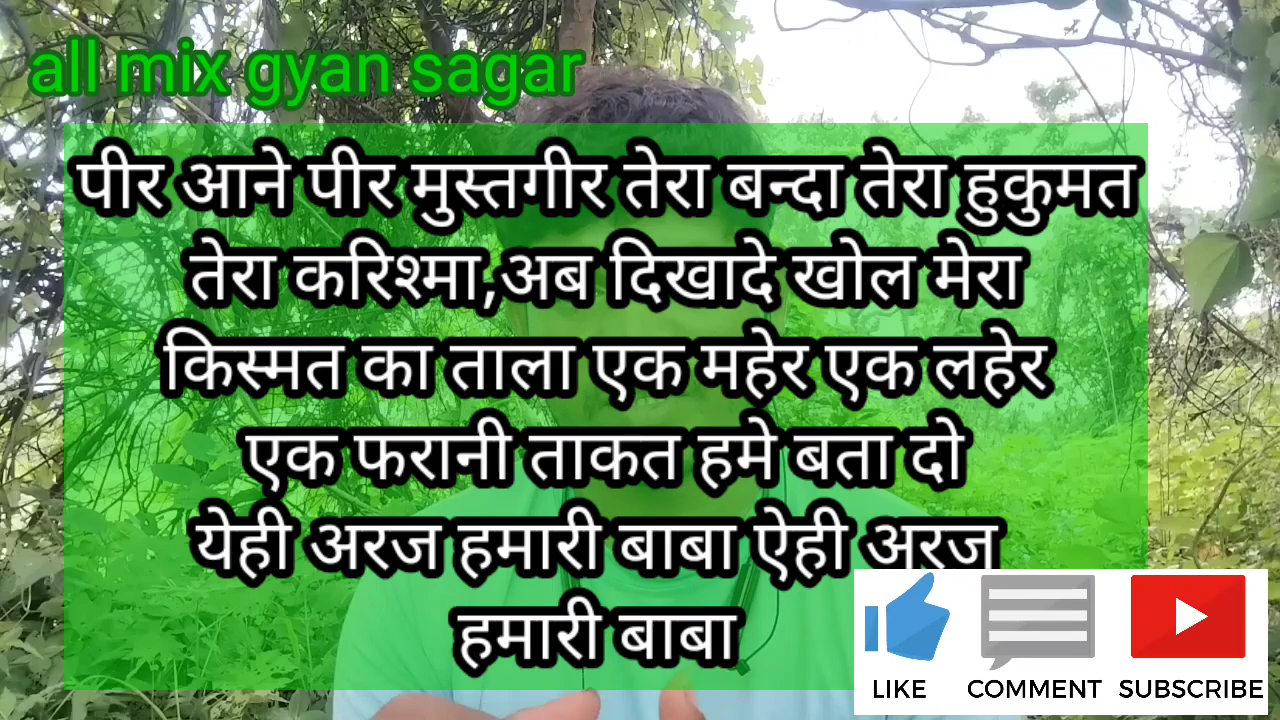 all mix gyan sagar
पीर आने पीर मुस्तगीर तेरा बन्दा तेरा हुकुमत
तेरा करिश्मा,अब दिखादे खोल मेरा
किस्मत का ताला एक महेर एक लहेर
एक फरानी ताकत हमे बता दो
येही अरज हमारी बाबा ऐही अरज
हमारी बाबा
LIKE COMMENT SUBSCRIBE